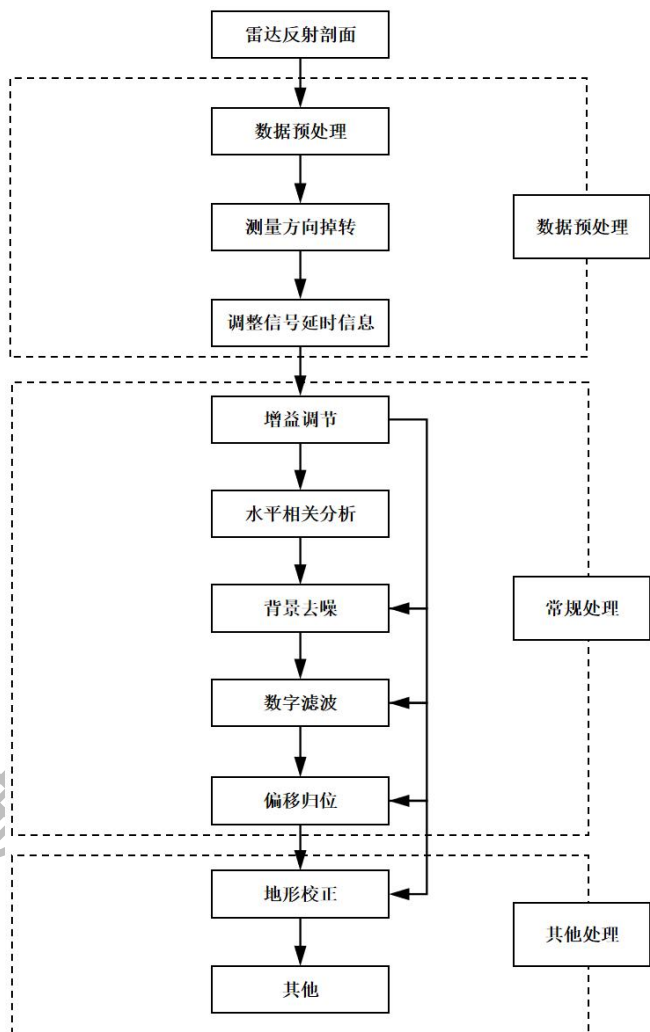 雷达反射剖面
数据预处理
测量方向掉转
数据预处理
调整信号延时信息
增益调节
水平相关分析
背景去噪
常规处理
数字滤波
偏移归位
地形校正
其他处理
其他